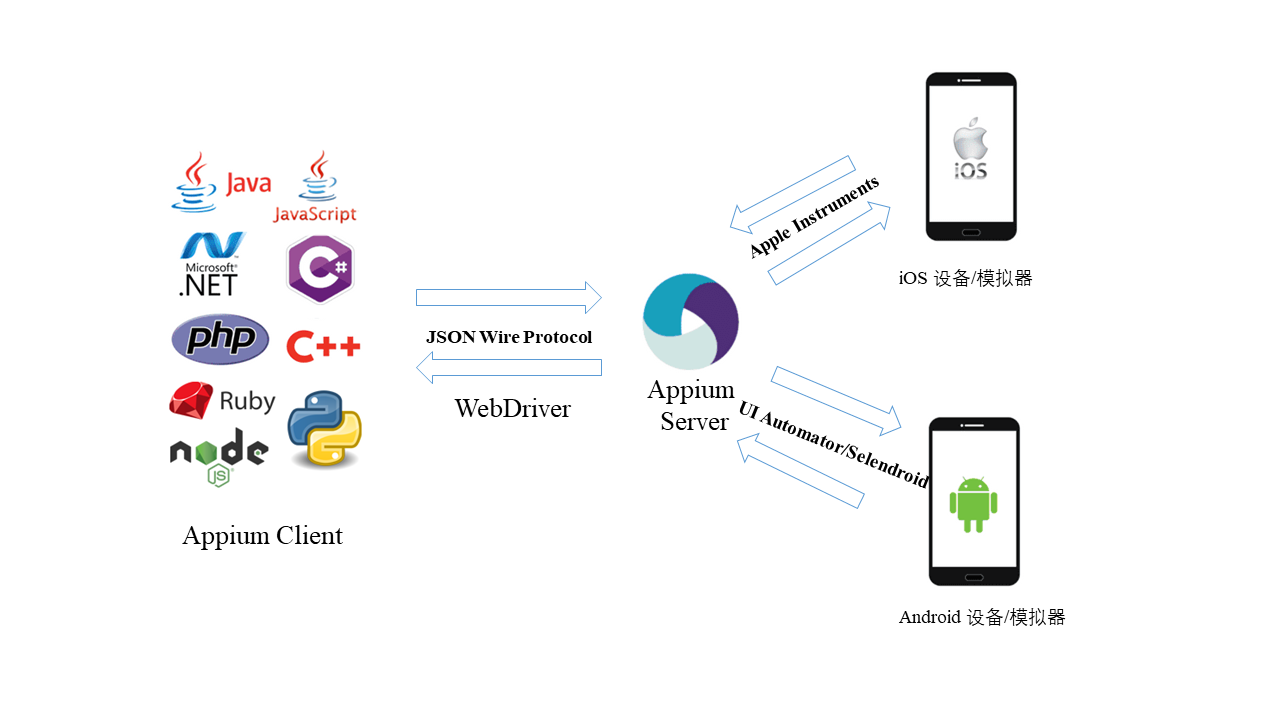 Java
JavaScript
Microsoft®
.NET
C#
php
C++
Ruby
node
JS
Appium Client
JSON Wire Protocol
WebDriver
Appium
Server
Apple Instruments
iOS
iOS 设备/模拟器
UI Automator/Selendroid
Android 设备/模拟器